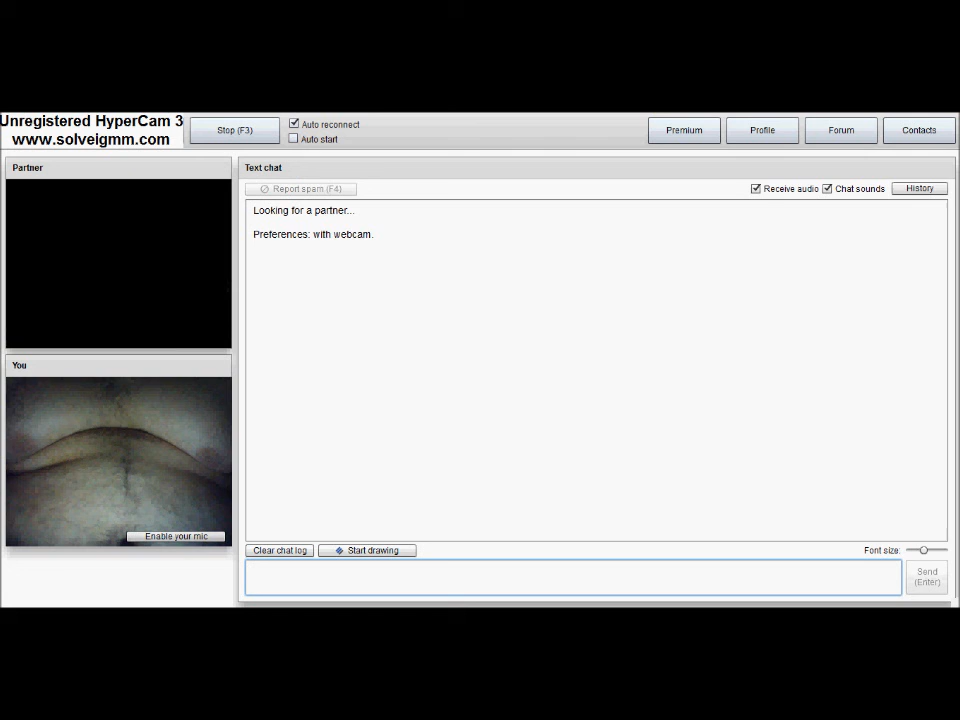 Unregistered HyperCam 3
www.solveigmm.com
Stop (F3)
Auto reconnect
Auto start
Premium
Profile
Forum
Contacts
Partner
Text chat
Report spam (F4)
Receive audio
Chat sounds
History
Looking for a partner...
Preferences: with webcam.
You
Enable your mic
Clear chat log
Start drawing
Font size:
Send
(Enter)